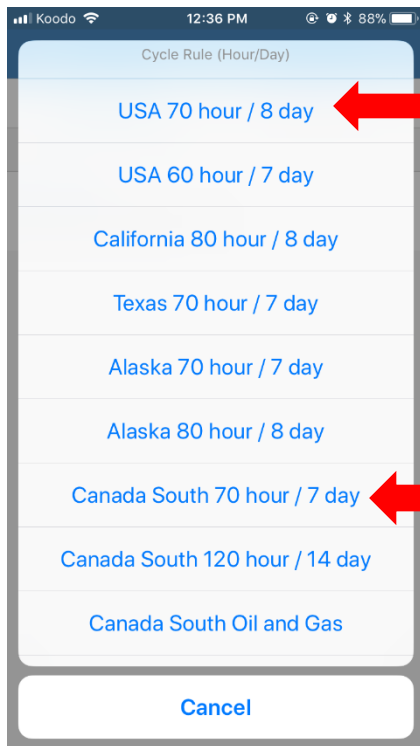 Koodo 12:36 PM 88%
Cycle Rule (Hour/Day)
USA 70 hour / 8 day
USA 60 hour / 7 day
California 80 hour / 8 day
Texas 70 hour / 7 day
Alaska 70 hour / 7 day
Alaska 80 hour / 8 day
Canada South 70 hour / 7 day
Canada South 120 hour / 14 day
Canada South Oil and Gas
Cancel